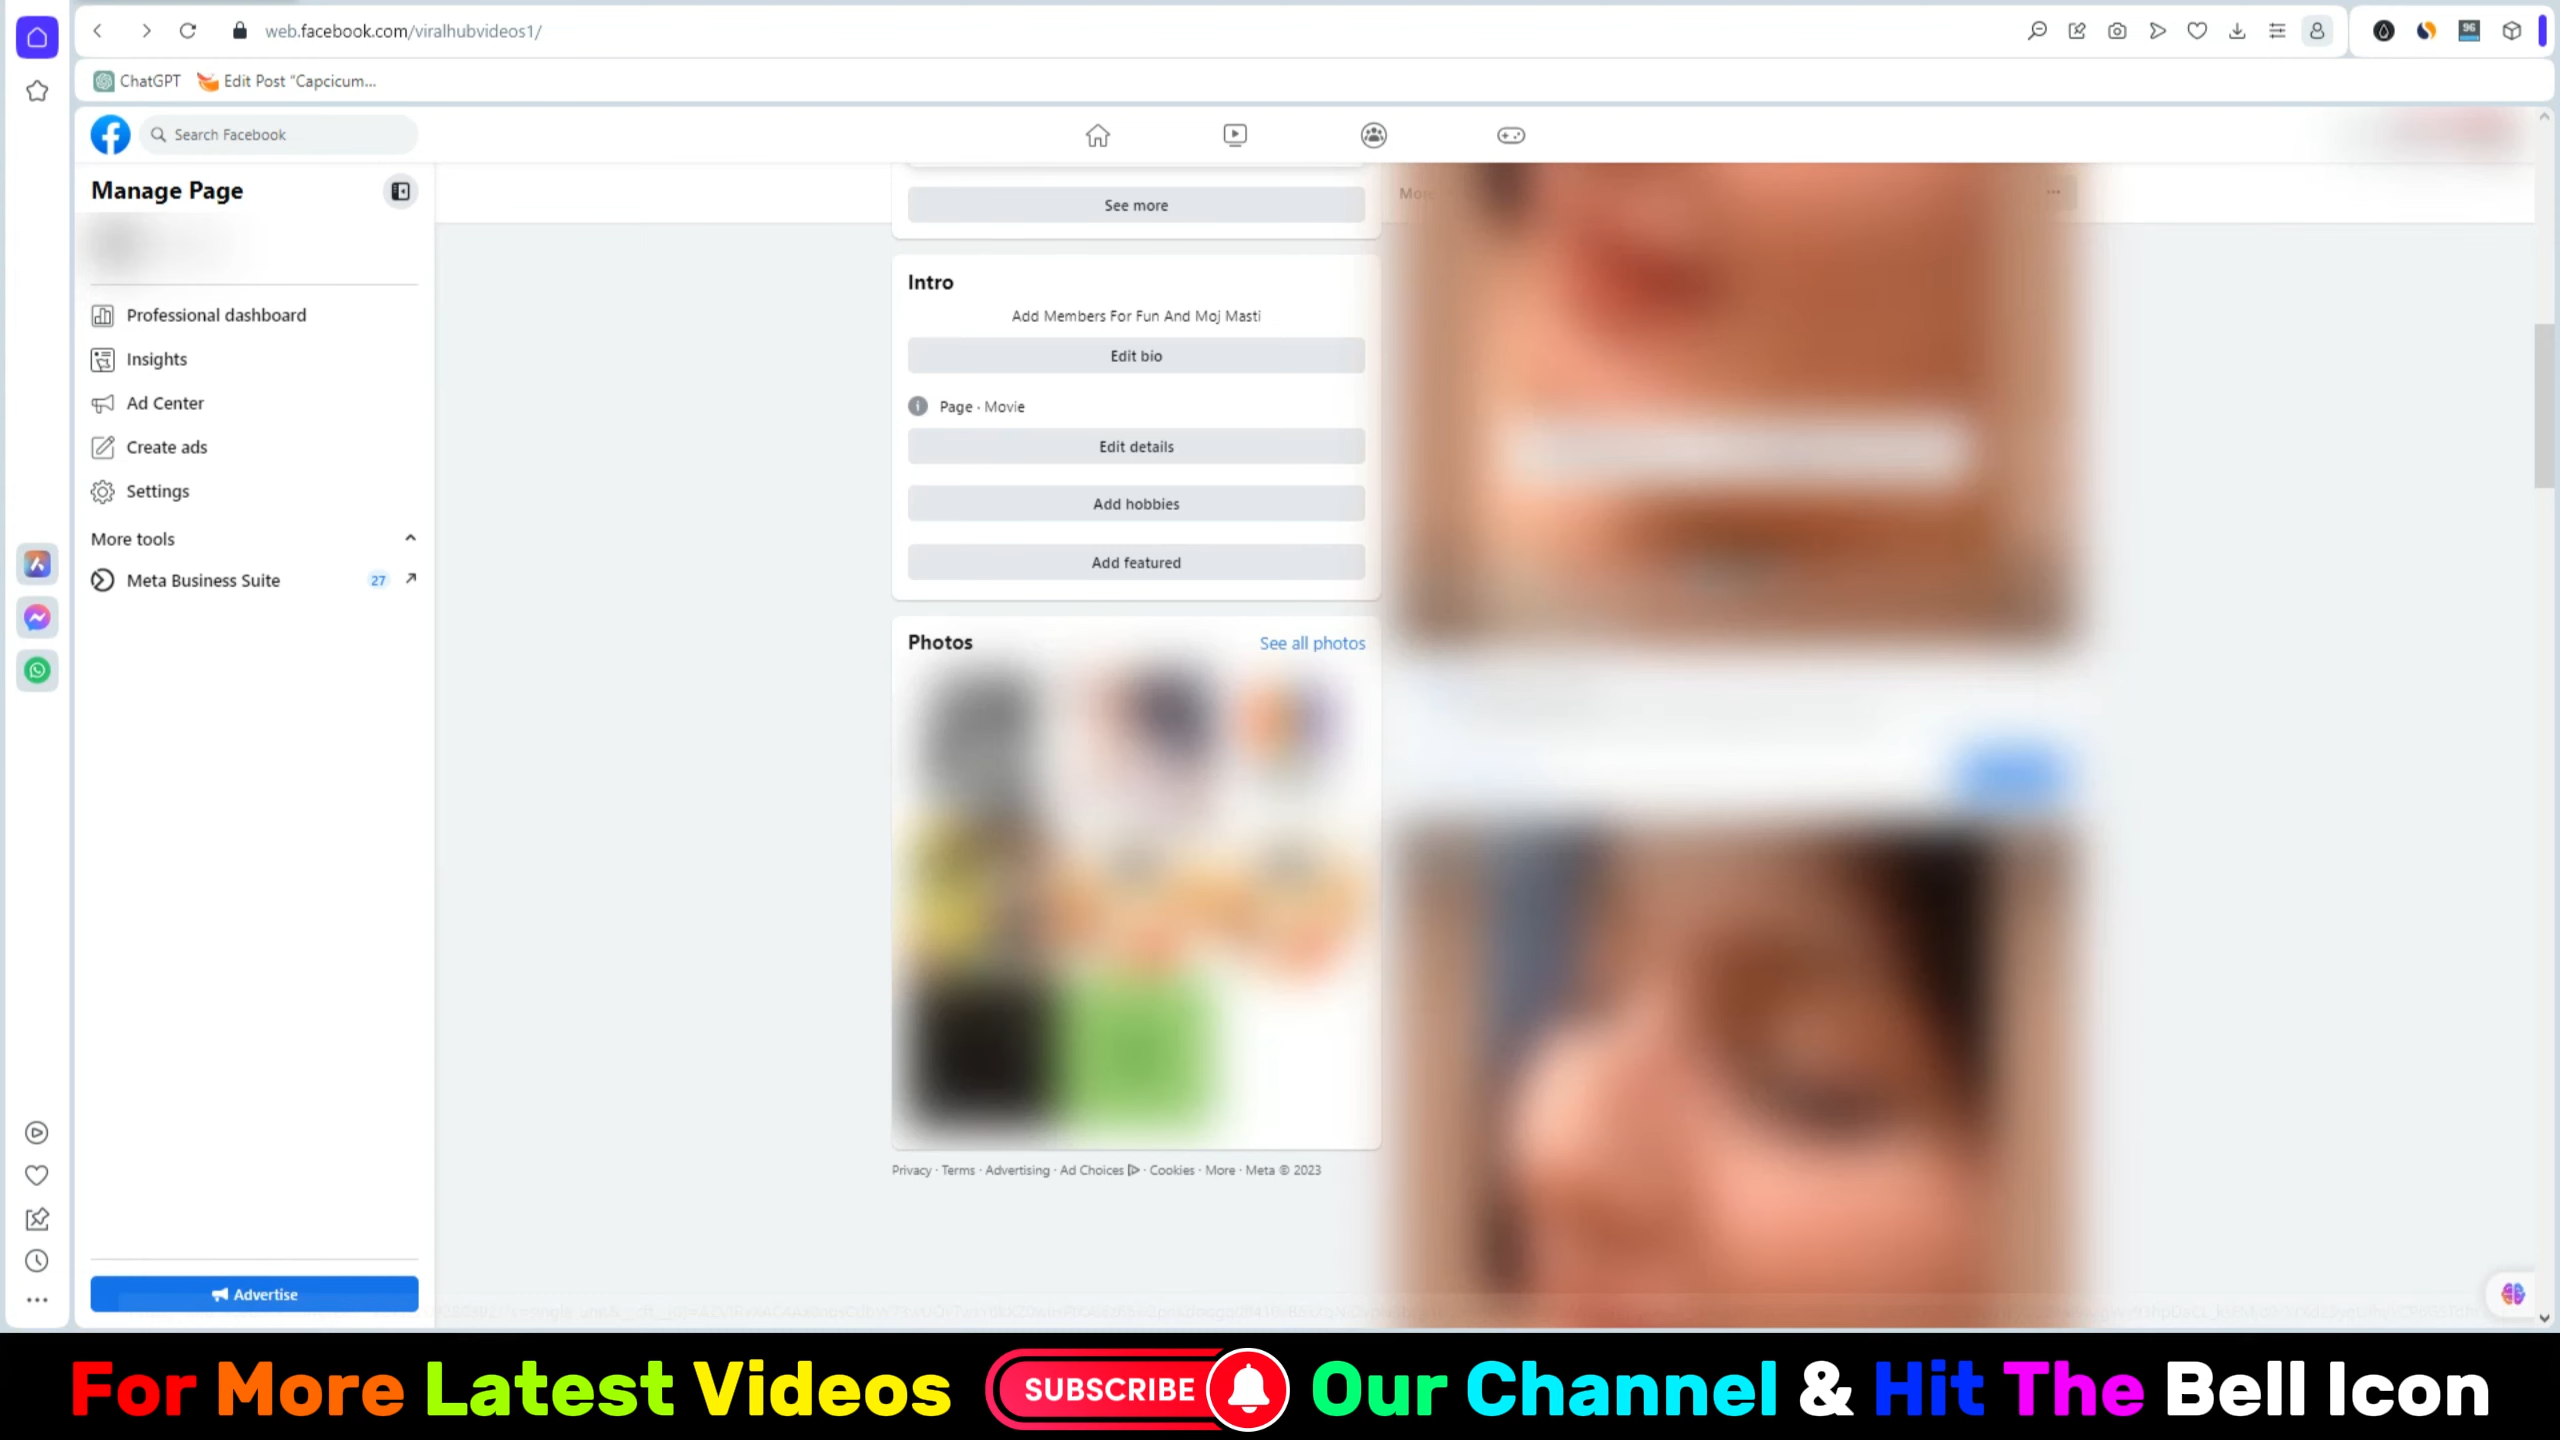 web.facebook.com/viralhubvideos1/
96
ChatGPT
Edit Post "Capcicum...
Search Facebook
Manage Page
Professional dashboard
Insights
Ad Center
Create ads
Settings
More tools
Meta Business Suite
27
Advertise
See more
More
Intro
Add Members For Fun And Moj Masti
Edit bio
Page · Movie
Edit details
Add hobbies
Add featured
Photos
See all photos
Privacy · Terms · Advertising · Ad Choices · Cookies · More · Meta © 2023
For More Latest Videos SUBSCRIBE Our Channel & Hit The Bell Icon